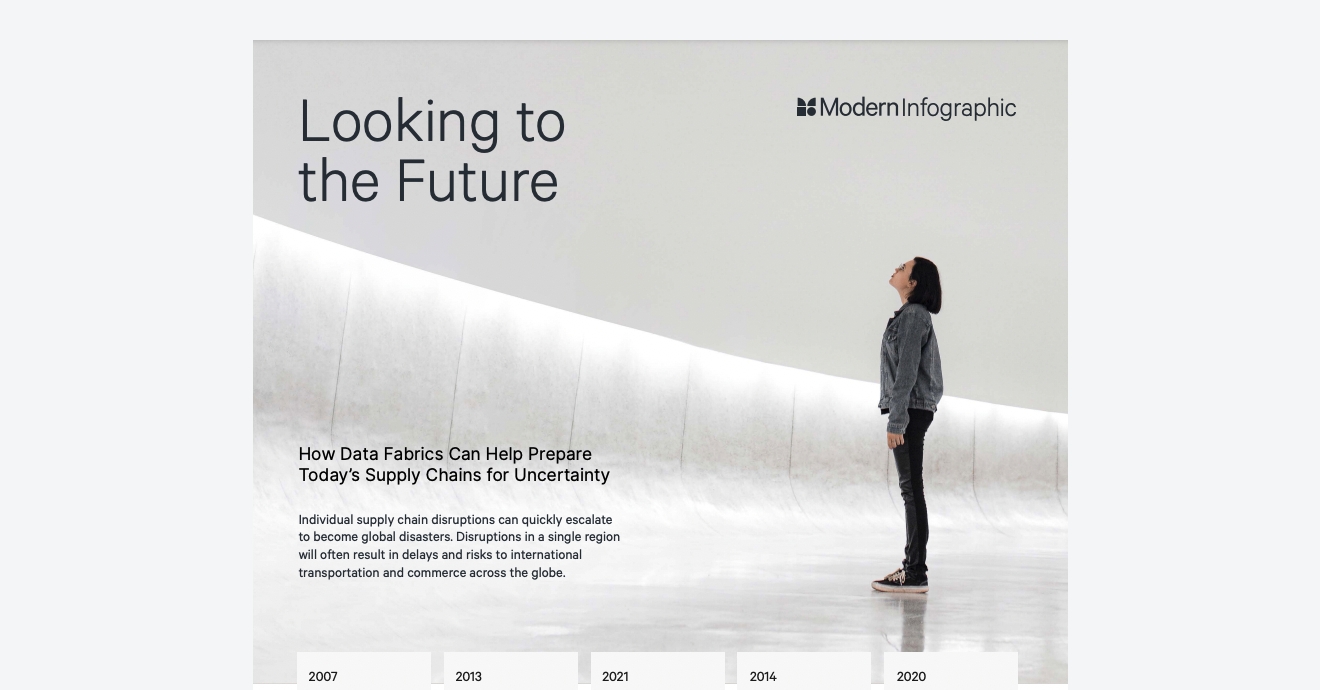 Looking to
the Future
Modern Infographic
How Data Fabrics Can Help Prepare
Today’s Supply Chains for Uncertainty
Individual supply chain disruptions can quickly escalate
to become global disasters. Disruptions in a single region
will often result in delays and risks to international
transportation and commerce across the globe.
2007
2013
2021
2014
2020